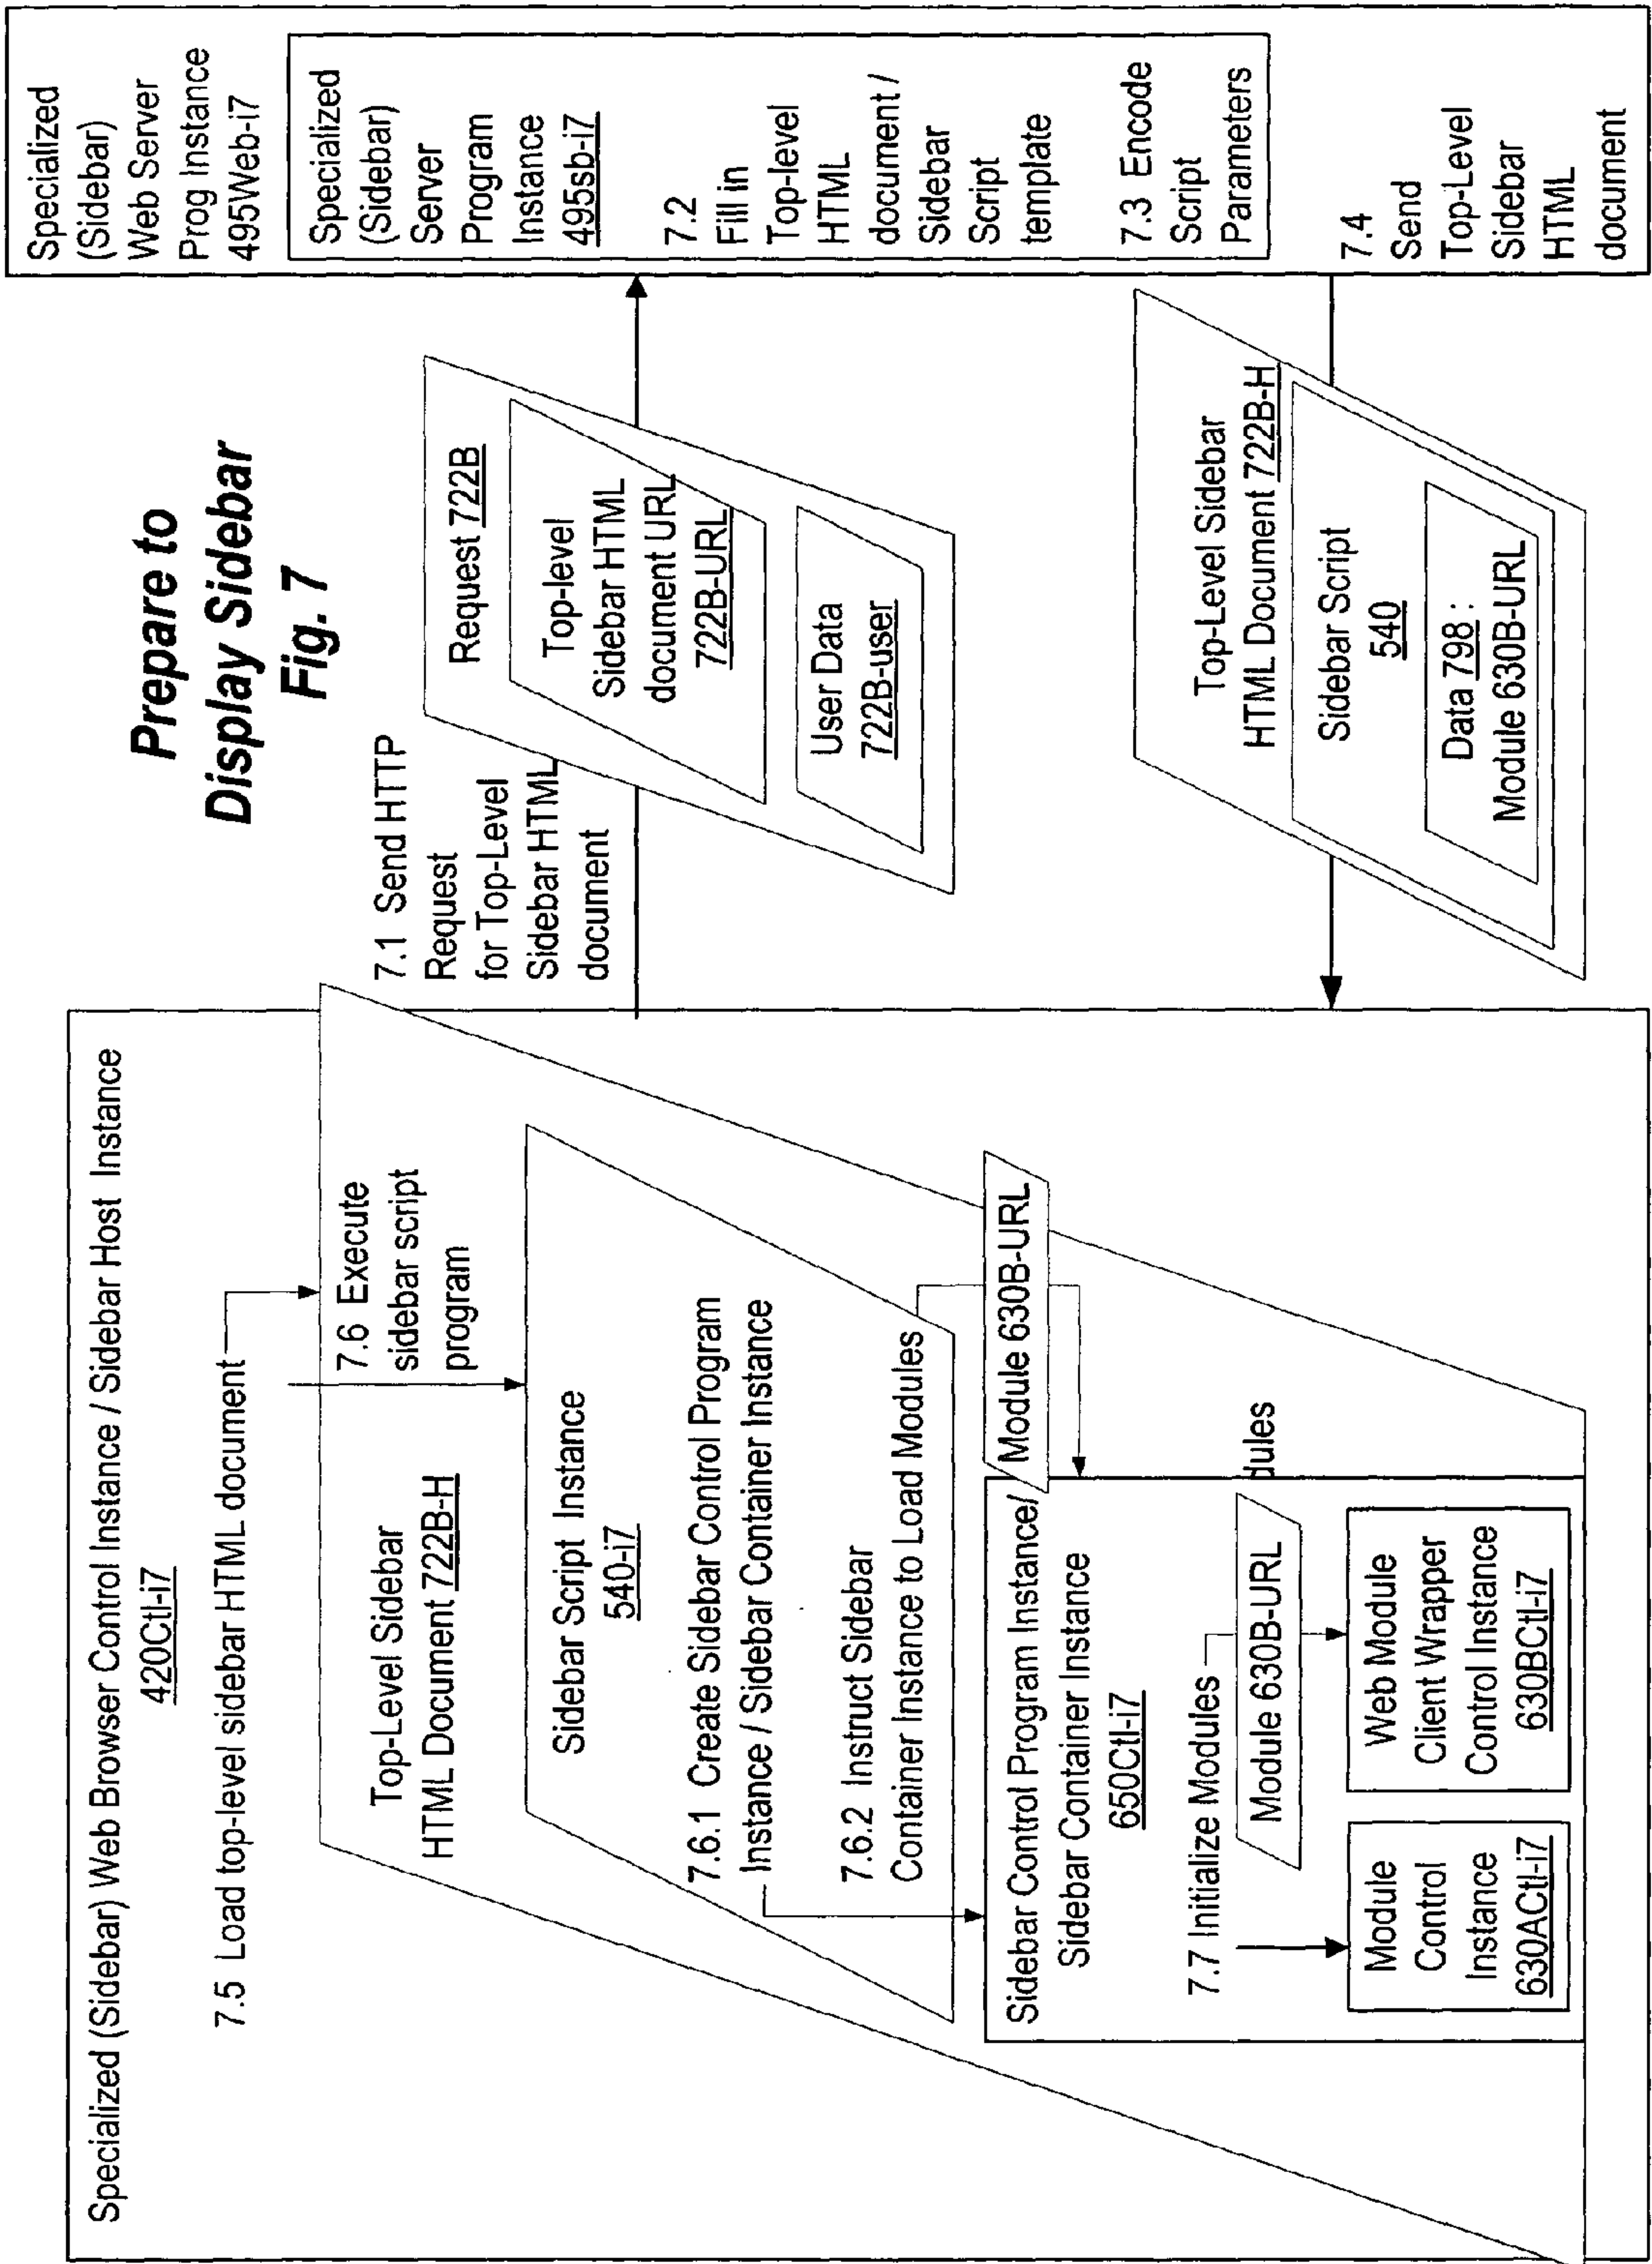 Prepare to
Display Sidebar
Fig. 7
Specialized (Sidebar) Web Browser Control Instance / Sidebar Host Instance
420Ctl-i7
7.5 Load top-level sidebar HTML document
7.6 Execute
sidebar script
program
Top-Level Sidebar
HTML Document 722B-H
Sidebar Script Instance
540-i7
7.6.1 Create Sidebar Control Program
Instance / Sidebar Container Instance
7.6.2 Instruct Sidebar
Container Instance to Load Modules
Module 630B-URL
Sidebar Control Program Instance/
Sidebar Container Instance
650Ctl-i7
7.7 Initialize Modules
dules
Module 630B-URL
Module
Control
Instance
630ACtl-i7
Web Module
Client Wrapper
Control Instance
630BCtl-i7
7.1 Send HTTP
Request
for Top-Level
Sidebar HTML
document
Request 722B
Top-level
Sidebar HTML
document URL
722B-URL
User Data
722B-user
Top-Level Sidebar
HTML Document 722B-H
Sidebar Script
540
Data 798 :
Module 630B-URL
Specialized
(Sidebar)
Web Server
Prog Instance
495Web-i7
Specialized
(Sidebar)
Server
Program
Instance
495sb-i7
7.2
Fill in
Top-level
HTML
document /
Sidebar
Script
template
7.3 Encode
Script
Parameters
7.4
Send
Top-Level
Sidebar
HTML
document